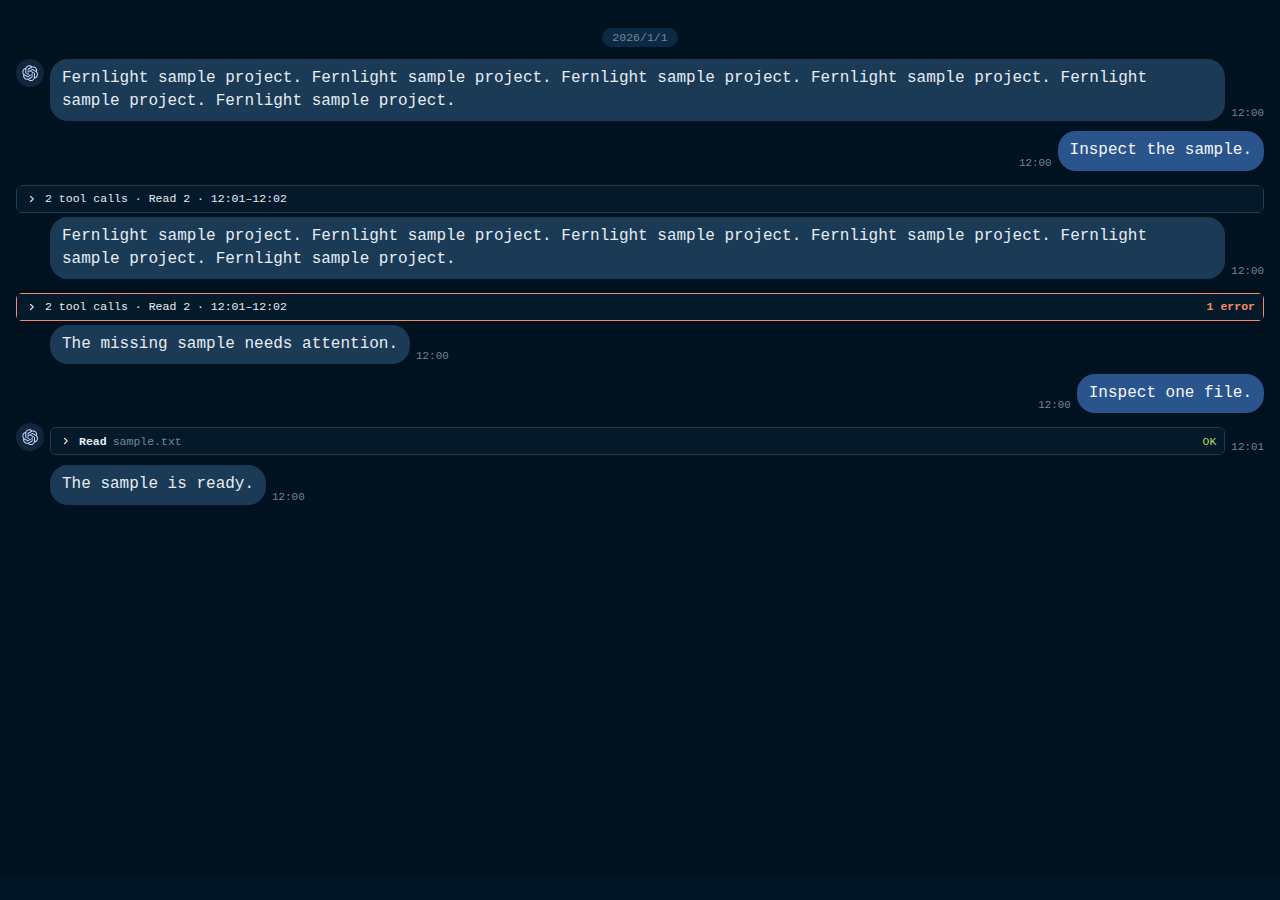 2026/1/1
Fernlight sample project. Fernlight sample project. Fernlight sample project. Fernlight sample project. Fernlight
sample project. Fernlight sample project.
12:00
Inspect the sample.
12:00
2 tool calls · Read 2 · 12:01–12:02
Fernlight sample project. Fernlight sample project. Fernlight sample project. Fernlight sample project. Fernlight
sample project. Fernlight sample project.
12:00
2 tool calls · Read 2 · 12:01–12:02 1 error
The missing sample needs attention.
12:00
Inspect one file.
12:00
Read sample.txt OK
12:01
The sample is ready.
12:00